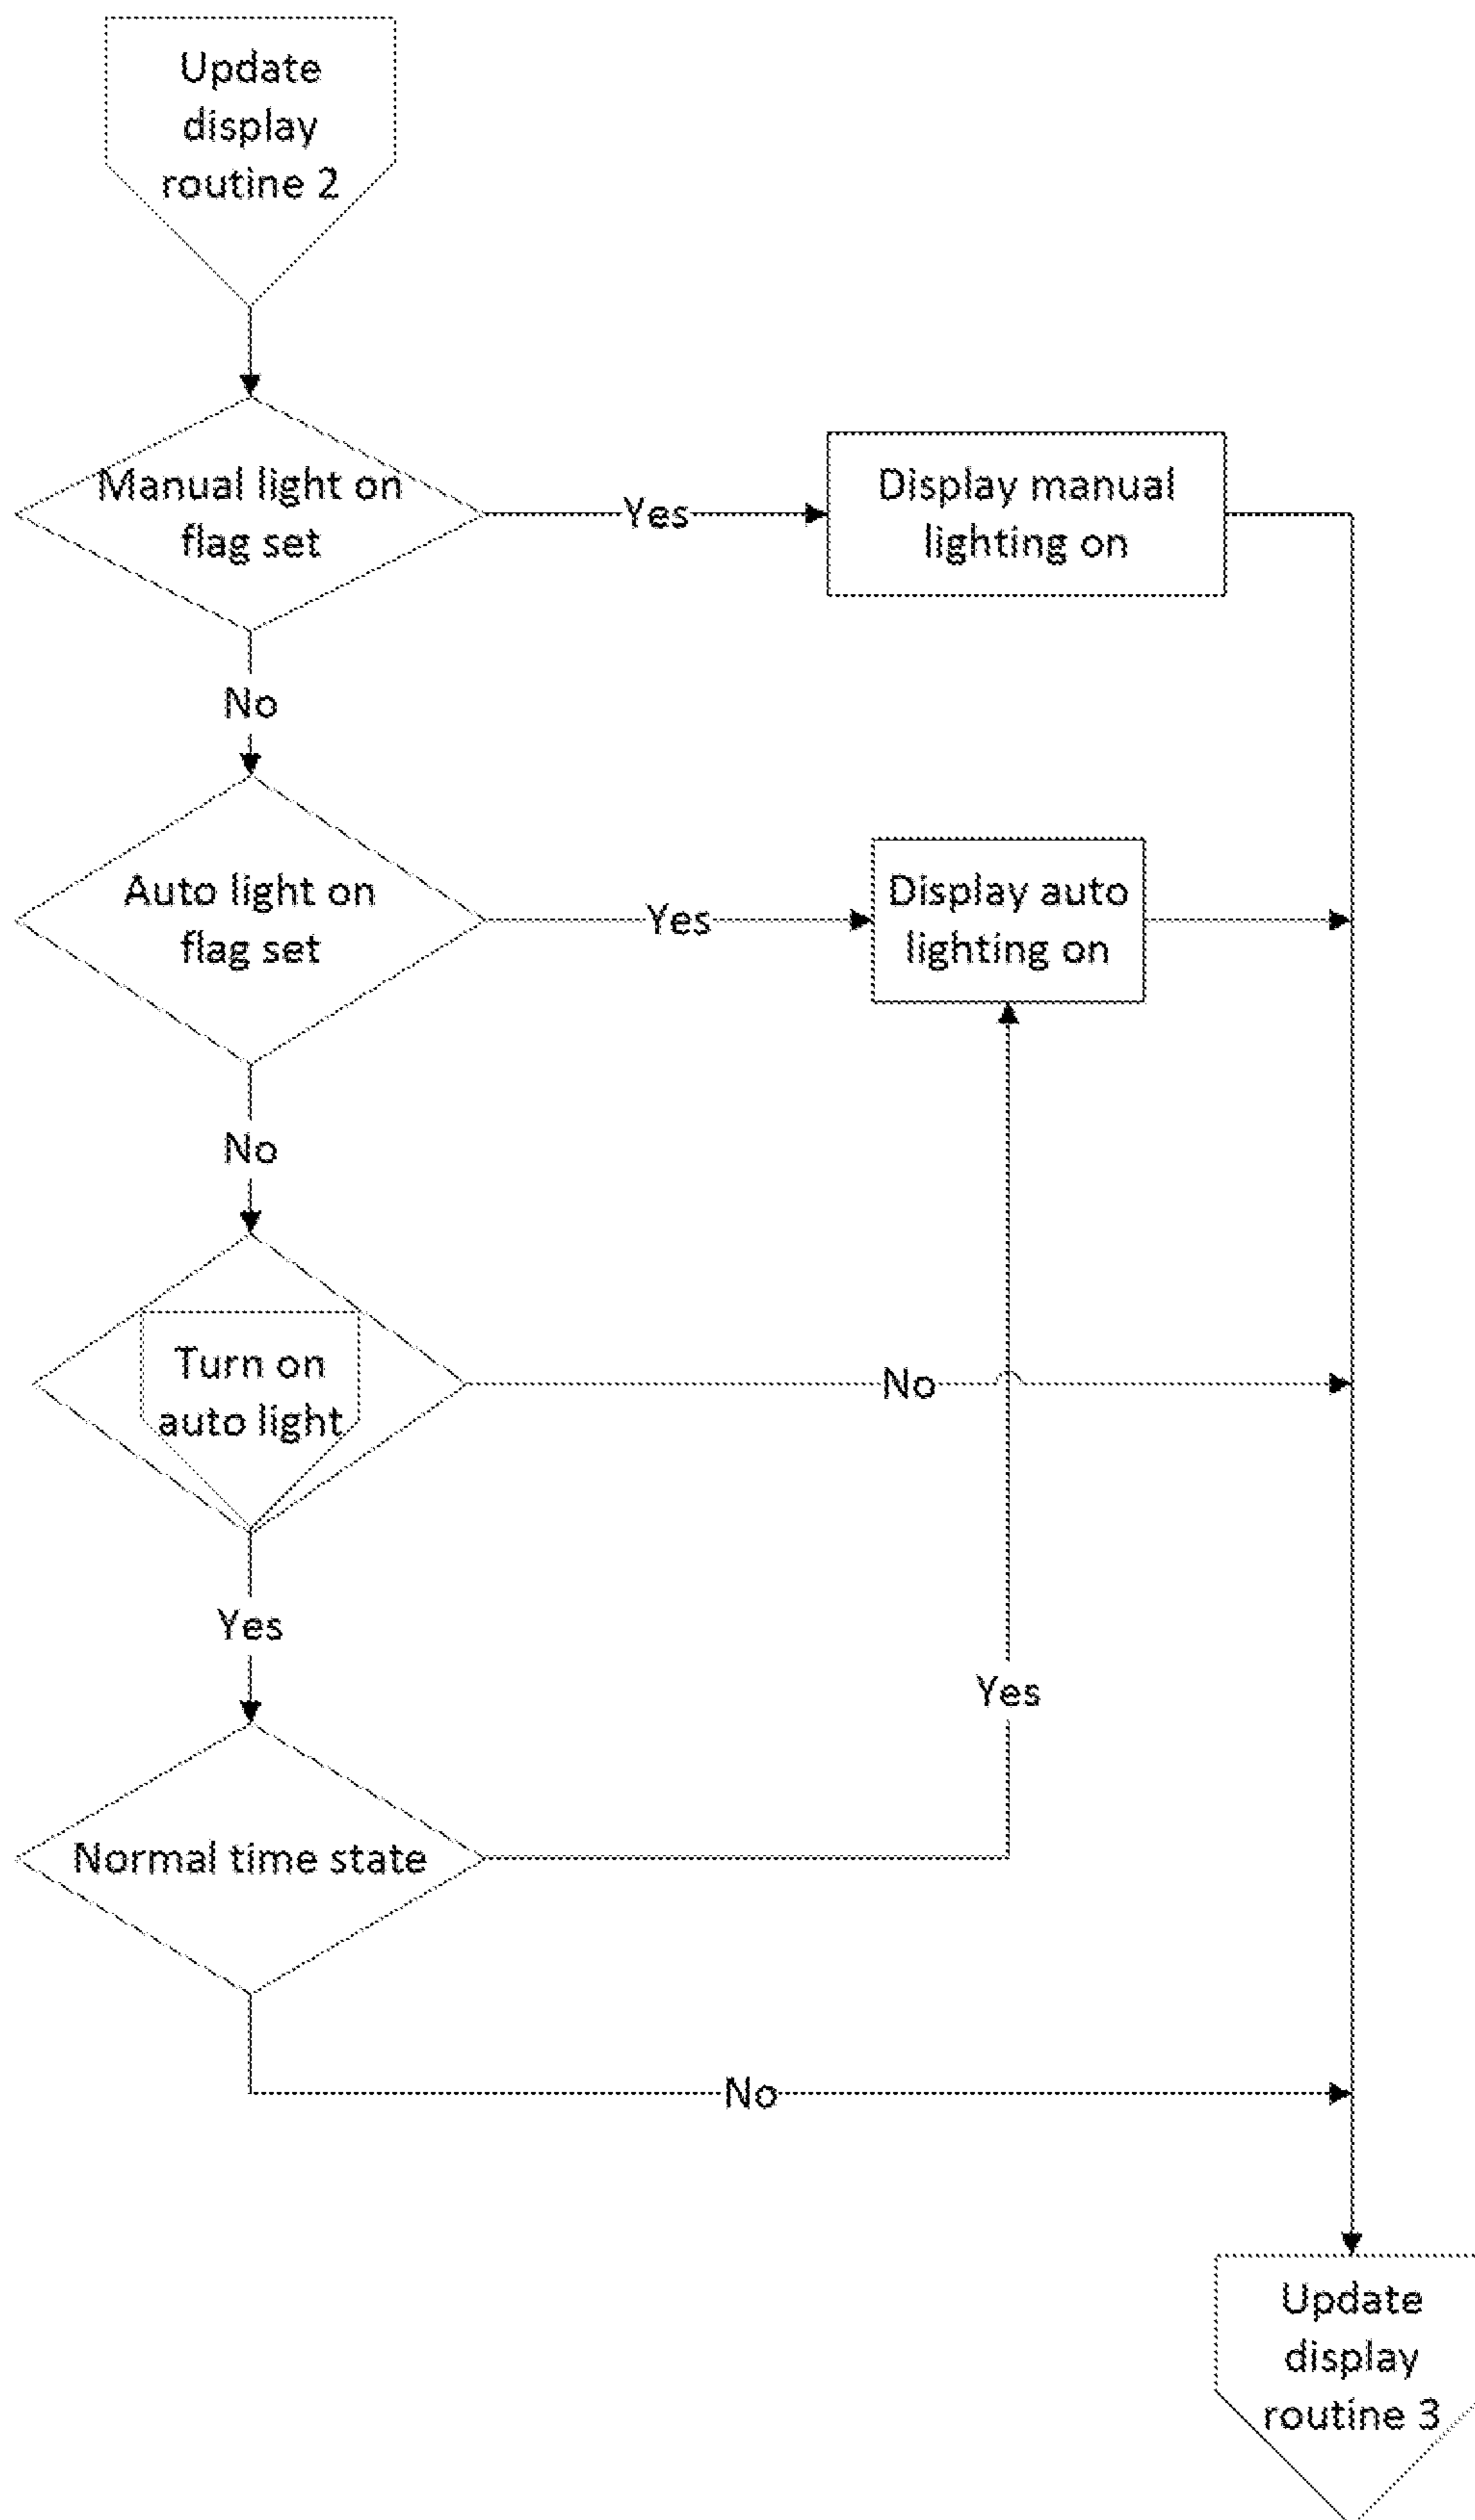 Update
display
routine 2
Manual light on
flag set
Yes
Display manual
lighting on
No
Auto light on
flag set
Yes
Display auto
lighting on
No
Turn on
auto light
No
Yes
Yes
Normal time state
No
Update
display
routine 3